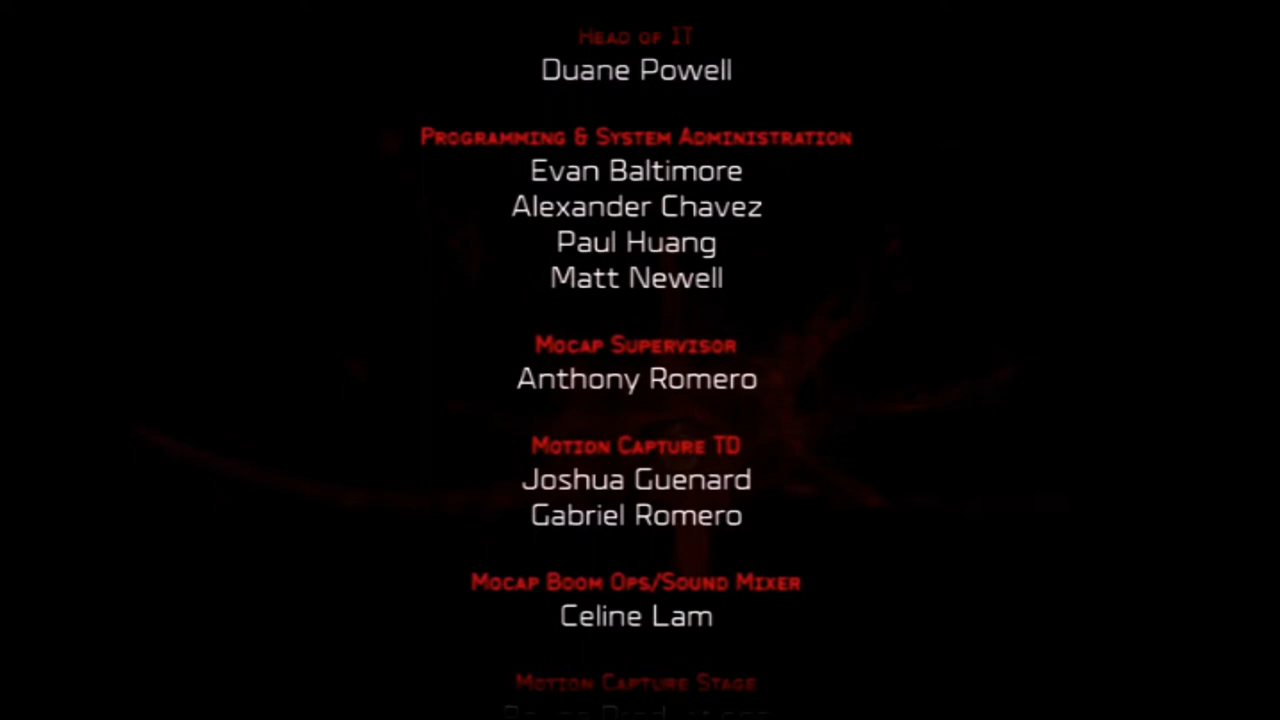 Head of IT
Duane Powell
Programming & System Administration
Evan Baltimore
Alexander Chavez
Paul Huang
Matt Newell
Mocap Supervisor
Anthony Romero
Motion Capture TD
Joshua Guenard
Gabriel Romero
Mocap Boom Ops/Sound Mixer
Celine Lam
Motion Capture Stage